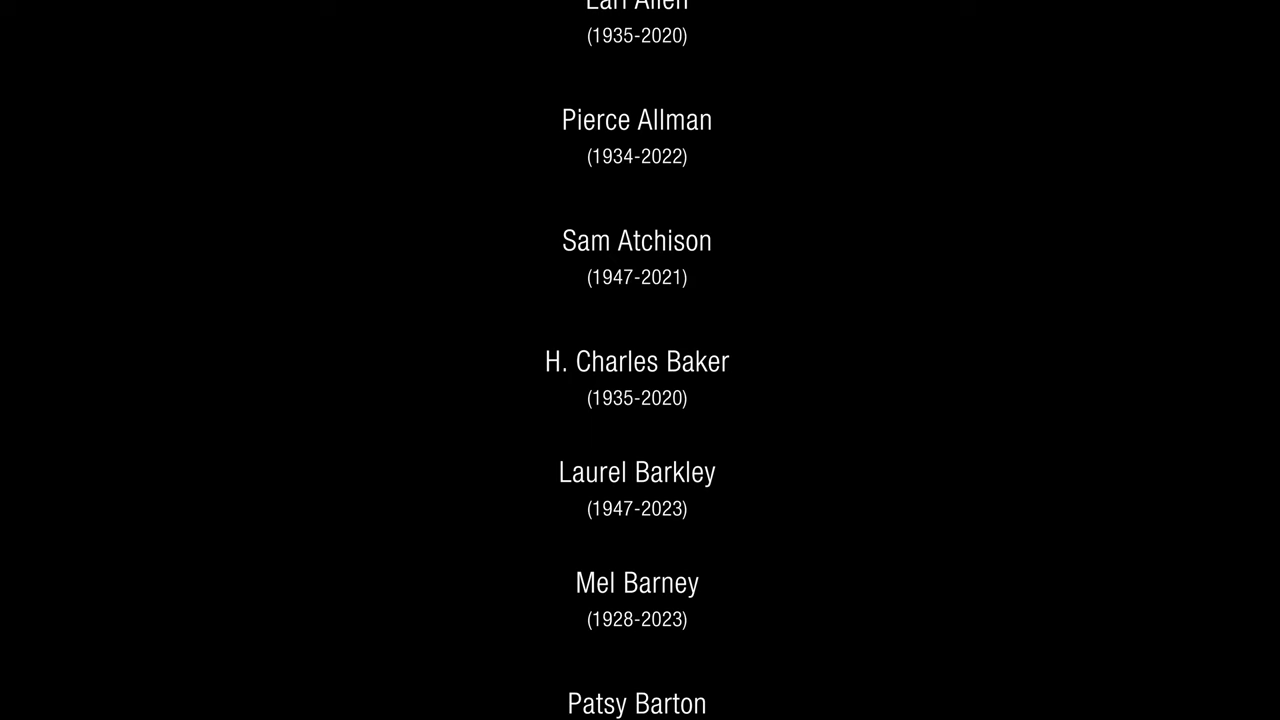 Allen
(1935-2020)
Pierce Allman
(1934-2022)
Sam Atchison
(1947-2021)
H. Charles Baker
(1935-2020)
Laurel Barkley
(1947-2023)
Mel Barney
(1928-2023)
Patsy Barton